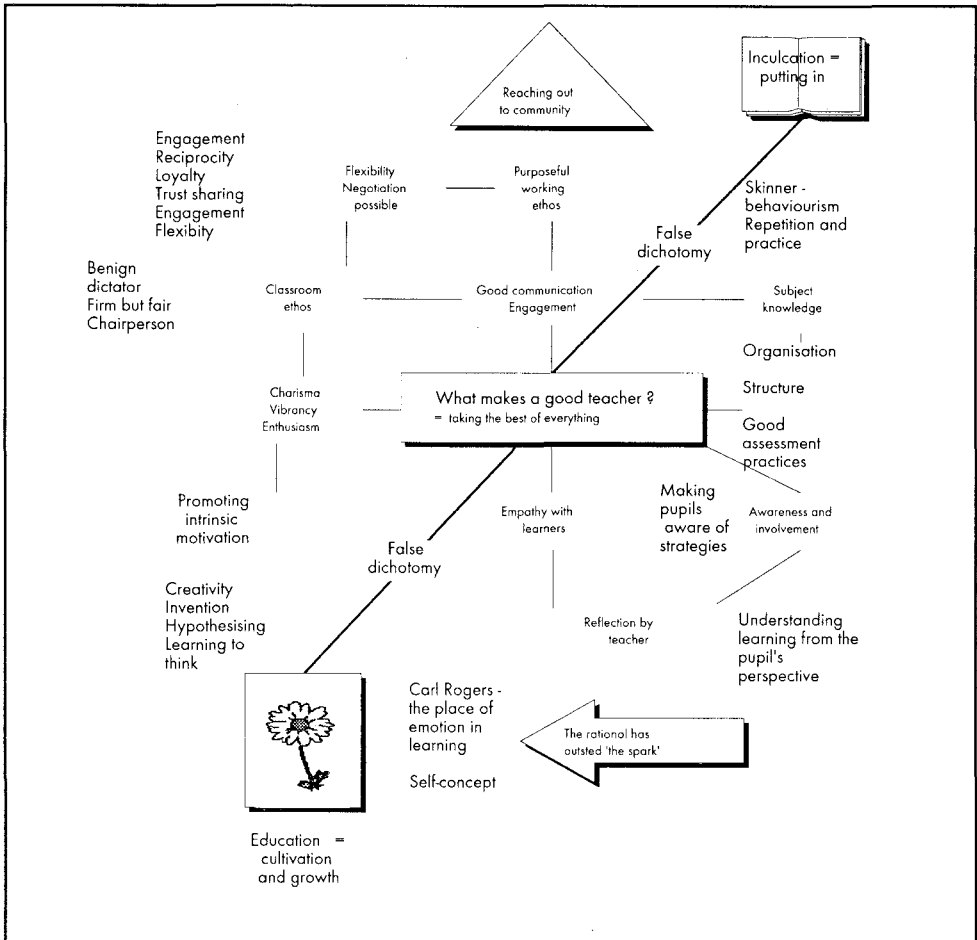 Inculcation =
putting in
Reaching out
to community
Engagement
Reciprocity
Loyalty
Trust sharing
Engagement
Flexibity
Flexibility
Negotiation
possible
Purposeful
working
ethos
Skinner -
behaviourism
Repetition and
practice
False
dichotomy
Benign
dictator
Firm but fair
Chairperson
Classroom
ethos
Good communication
Engagement
Subject
knowledge
Organisation
Structure
Good
assessment
practices
What makes a good teacher ?
= taking the best of everything
Charisma
Vibrancy
Enthusiasm
Promoting
intrinsic
motivation
Empathy with
learners
Making
pupils
aware of
strategies
Awareness and
involvement
False
dichotomy
Creativity
Invention
Hypothesising
Learning to
think
Reflection by
teacher
Understanding
learning from the
pupil's
perspective
Carl Rogers -
the place of
emotion in
learning
Self-concept
The rational has
outsted 'the spark'
Education =
cultivation
and growth